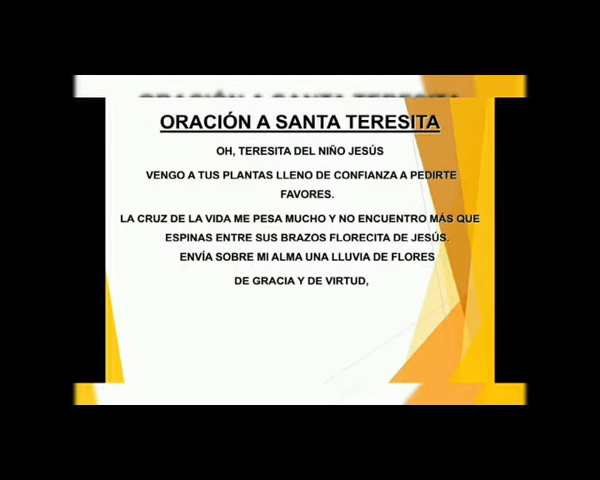 ORACIÓN A SANTA TERESITA
OH, TERESITA DEL NIÑO JESÚS
VENGO A TUS PLANTAS LLENO DE CONFIANZA A PEDIRTE
FAVORES.
LA CRUZ DE LA VIDA ME PESA MUCHO Y NO ENCUENTRO MÁS QUE
ESPINAS ENTRE SUS BRAZOS FLORECITA DE JESÚS.
ENVÍA SOBRE MI ALMA UNA LLUVIA DE FLORES
DE GRACIA Y DE VIRTUD,